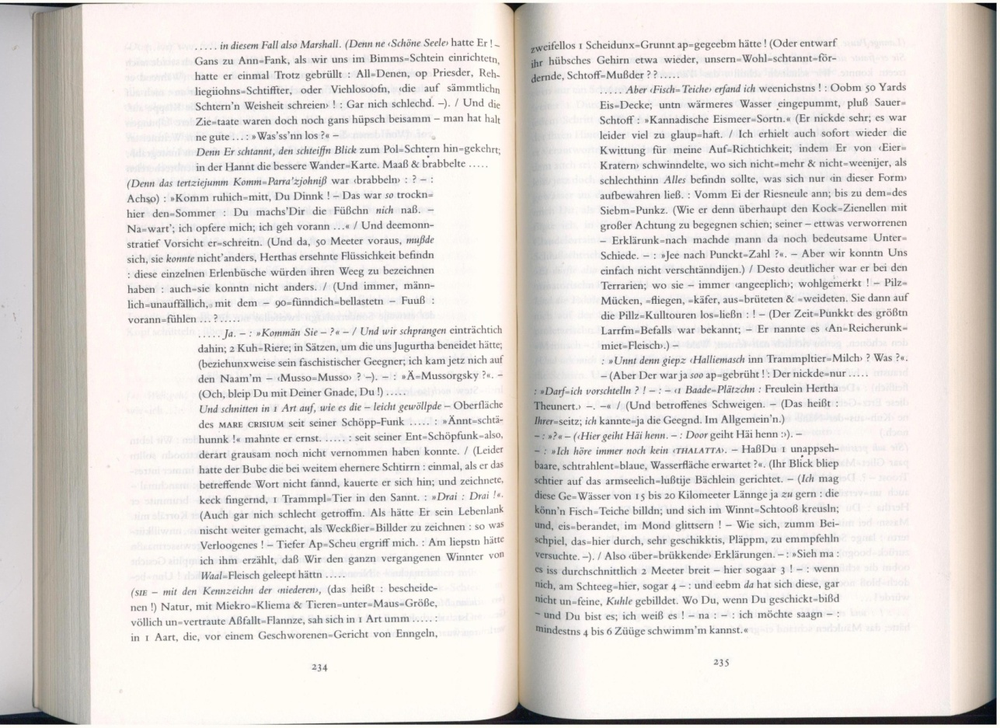 ..... in diesem Fall also Marshall. (Denn ne ‹Schöne Seele› hatte Er ! –
Gans zu Ann=Fank, als wir uns im Bimms=Schtein einrichtetn,
hatte er einmal Trotz gebrüllt : All=Denen, op Priesder, Reh-
liegiiohns=Schtiffter, oder Viehlosoofn, ‹die auf sämmtlichn
Schtern'n Weisheit schreien› ! : Gar nich schlechd. –). / Und die
Zie=taate waren doch noch gans hüpsch beisamm – man hat halt
ne gute ... : »Was'ss'nn los ?« –
Denn Er schtannt, den schteiffn Blick zum Pol=Schtern hin=gekehrt;
in der Hannt die bessere Wander=Karte. Maaß & brabbelte .....
(Denn das tertziejumm Komm=Parra'zjohniß war ‹brabbeln› : ? – :
Achso) : »Komm ruhich=mitt, Du Dinnk ! – Das war so trockn=
hier den=Sommer : Du machs'Dir die Füßchn nich naß. –
Na=wart'; ich opfere mich; ich geh vorann ...« / Und deemonn-
stratief Vorsicht er=schreitn. (Und da, 50 Meeter voraus, mußde
sich, sie konnte nicht'anders, Herthas ersehnte Flüssichkeit befindn
: diese einzelnen Erlenbüsche würden ihren Weeg zu bezeichnen
haben : auch=sie konntn nicht anders. / (Und immer, männ-
lich=unauffällich, mit dem – 90=fünndich=bellastetn – Fuuß :
vorann=fühlen ... ? .....
..... Ja. – : »Kommän Sie – ?« – / Und wir schprangen einträchtich
dahin; 2 Kuh=Riere; in Sätzen, um die uns Jugurtha beneidet hätte;
(beziehunxweise sein faschistischer Geegner; ich kam jetz nich auf
den Naam'm – ‹Musso=Musso› ? –). – : »Ä=Mussorgsky ?«. –
(Och, bleip Du mit Deiner Gnade, Du !) .....
Und schnitten in 1 Art auf, wie es die – leicht gewöllpde – Oberfläche
des MARE CRISIUM seit seiner Schöpp=Funk ..... : »Ännt=schtä-
hunnk !« mahnte er ernst. ..... : seit seiner Ent=Schöpfunk=also,
derart grausam noch nicht vernommen haben konnte. / (Leider
hatte der Bube die bei weitem ehernere Schtirrn : einmal, als er das
betreffende Wort nicht fannd, kauerte er sich hin; und zeichnete,
keck fingernd, 1 Trammpl=Tier in den Sannt. : »Drai : Drai !«.
(Auch gar nich schlecht getroffm. Als hätte Er sein Lebenlank
nischt weiter gemacht, als Weckßier=Billder zu zeichnen : so was
Verloogenes ! – Tiefer Ap=Scheu ergriff mich. : Am liepstn hätte
ich ihm erzählt, daß Wir den ganzn vergangenen Winnter von
Waal=Fleisch geleept hättn .....
(SIE – mit den Kennzeichn der ‹niederen›, (das heißt : bescheide-
nen !) Natur, mit Miekro=Kliema & Tieren=unter=Maus=Größe,
völlich un=vertraute Aßfallt=Flannze, sah sich in 1 Art umm ..... :
in 1 Aart, die, vor einem Geschworenen=Gericht von Enngeln,
234
zweifellos 1 Scheidunx=Grunnt ap=gegeebm hätte ! (Oder entwarf
ihr hübsches Gehirn etwa wieder, unsern=Wohl=schtannt=för-
dernde, Schtoff=Mußder ? ? .....
..... Aber ‹Fisch=Teiche› erfand ich weenichstns ! : Oobm 50 Yards
Eis=Decke; untn wärmeres Wasser eingepummt, pluß Sauer=
Schtoff : »Kannadische Eismeer=Sortn.« (Er nickde sehr; es war
leider viel zu glaup=haft. / Ich erhielt auch sofort wieder die
Kwittung für meine Auf=Richtichkeit; indem Er von ‹Eier=
Kratern› schwinndelte, wo sich nicht=mehr & nicht=weenijer, als
schlechthinn Alles befindn sollte, was sich nur ‹in dieser Form›
aufbewahren ließ. : Vomm Ei der Riesneule ann; bis zu dem=des
Siebm=Punkz. (Wie er denn überhaupt den Kock=Zienellen mit
großer Achtung zu begegnen schien; seiner – ettwas verworrenen
– Erklärunk=nach machde mann da noch bedeutsame Unter=
Schiede. – : »Jee nach Punckt=Zahl ?«. – Aber wir konntn Uns
einfach nicht verschtänndijen.) / Desto deutlicher war er bei den
Terrarien; wo sie – immer ‹angeeplich›; wohlgemerkt ! – Pilz=
Mücken, =fliegen, =käfer, aus=brüteten & =weideten. Sie dann auf
die Pillz=Kulltouren los=ließn : ! – (Der Zeit=Punkkt des größtn
Larrfm=Befalls war bekannt; – Er nannte es ‹An=Reicherunk=
miet=Fleisch›.) –
: »Unnt denn giepz ‹Halliemasch inn Trammpltier=Milch› ? Was ?«.
– (Aber Der war ja soo ap=gebrüht ! : Der nickde=nur .....
: »Darf=ich vorschtelln ? ! – : – ‹1 Baade=Plätzchn : Freulein Hertha
Theunert.› –. –« / (Und betroffenes Schweigen. – (Das heißt :
Ihrer=seitz; ich kannte=ja die Geegnd. Im Allgemein'n.)
– : »?« – (‹Hier geiht Häi henn. – : Door geiht Häi henn :›). –
– : »Ich höre immer noch kein ‹THALATTA›. – HaßDu 1 unappseh-
baare, schtrahlent=blaue, Wasserfläche erwartet ?«. (Ihr Blick bliep
schtier auf das armseelich=lußtije Bächlein gerichtet. – (Ich mag
diese Ge=Wässer von 15 bis 20 Kilomeeter Lännge ja zu gern : die
könn'n Fisch=Teiche billdn; und sich im Winnt=Schtooß kreusln;
und, eis=berandet, im Mond glittsern ! – Wie sich, zumm Bei-
schpiel, das=hier durch, sehr geschikktis, Pläppm, zu emmpfehln
versuchte. –). / Also ‹über=brükkende› Erklärungen. – : »Sieh ma :
es iss durchschnittlich 2 Meeter breit – hier sogaar 3 ! – : wenn
nich, am Schteeg=hier, sogar 4 – : und eebm da hat sich diese, gar
nicht un=feine, Kuhle gebilldet. Wo Du, wenn Du geschickt=bißd
– und Du bist es; ich weiß es ! – na : – : ich möchte saagn – :
mindestns 4 bis 6 Züüge schwimm'm kannst.«
235